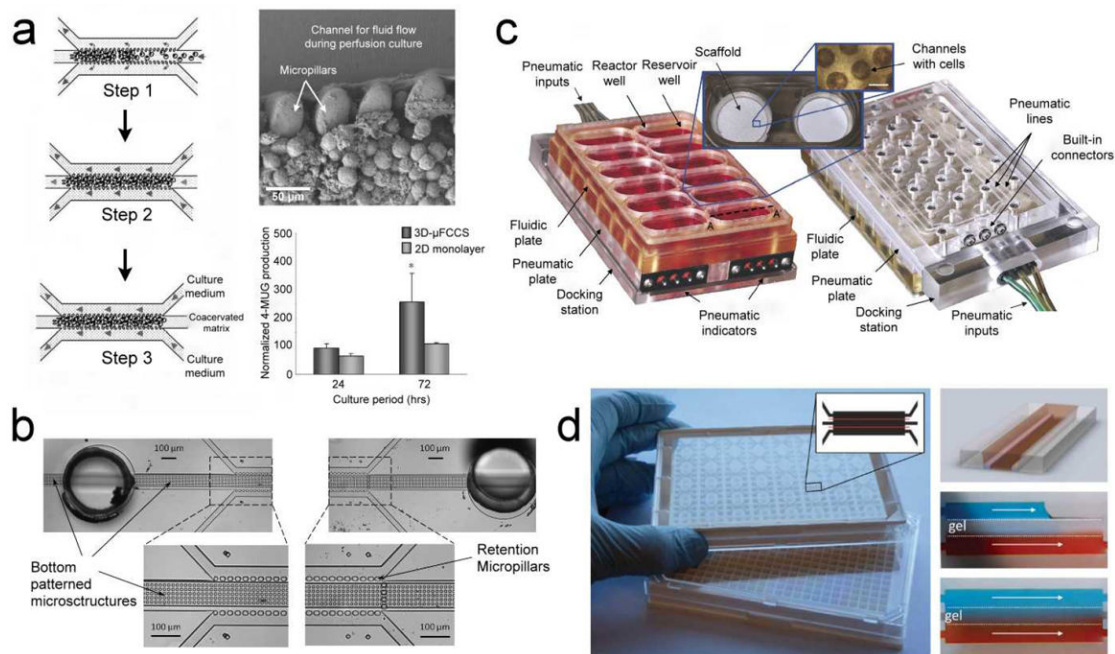 a
Step 1
Step 2
Step 3
Culture
medium
Coacervated
matrix
Culture
medium
Channel for fluid flow
during perfusion culture
Micropillars
50 µm
Normalized 4-MUG production
500
400
300
200
100
0
3D-µFCCS
2D monolayer
*
24
72
Culture period (hrs)
b
100 µm
100 µm
Bottom
patterned
microsctructures
Retention
Micropillars
100 µm
100 µm
c
Pneumatic
inputs
Reactor
well
Reservoir
well
Scaffold
Channels
with cells
Pneumatic
lines
Built-in
connectors
Fluidic
plate
Pneumatic
plate
Docking
station
A
A
Pneumatic
indicators
Fluidic
plate
Pneumatic
plate
Docking
station
Pneumatic
inputs
d
gel
gel